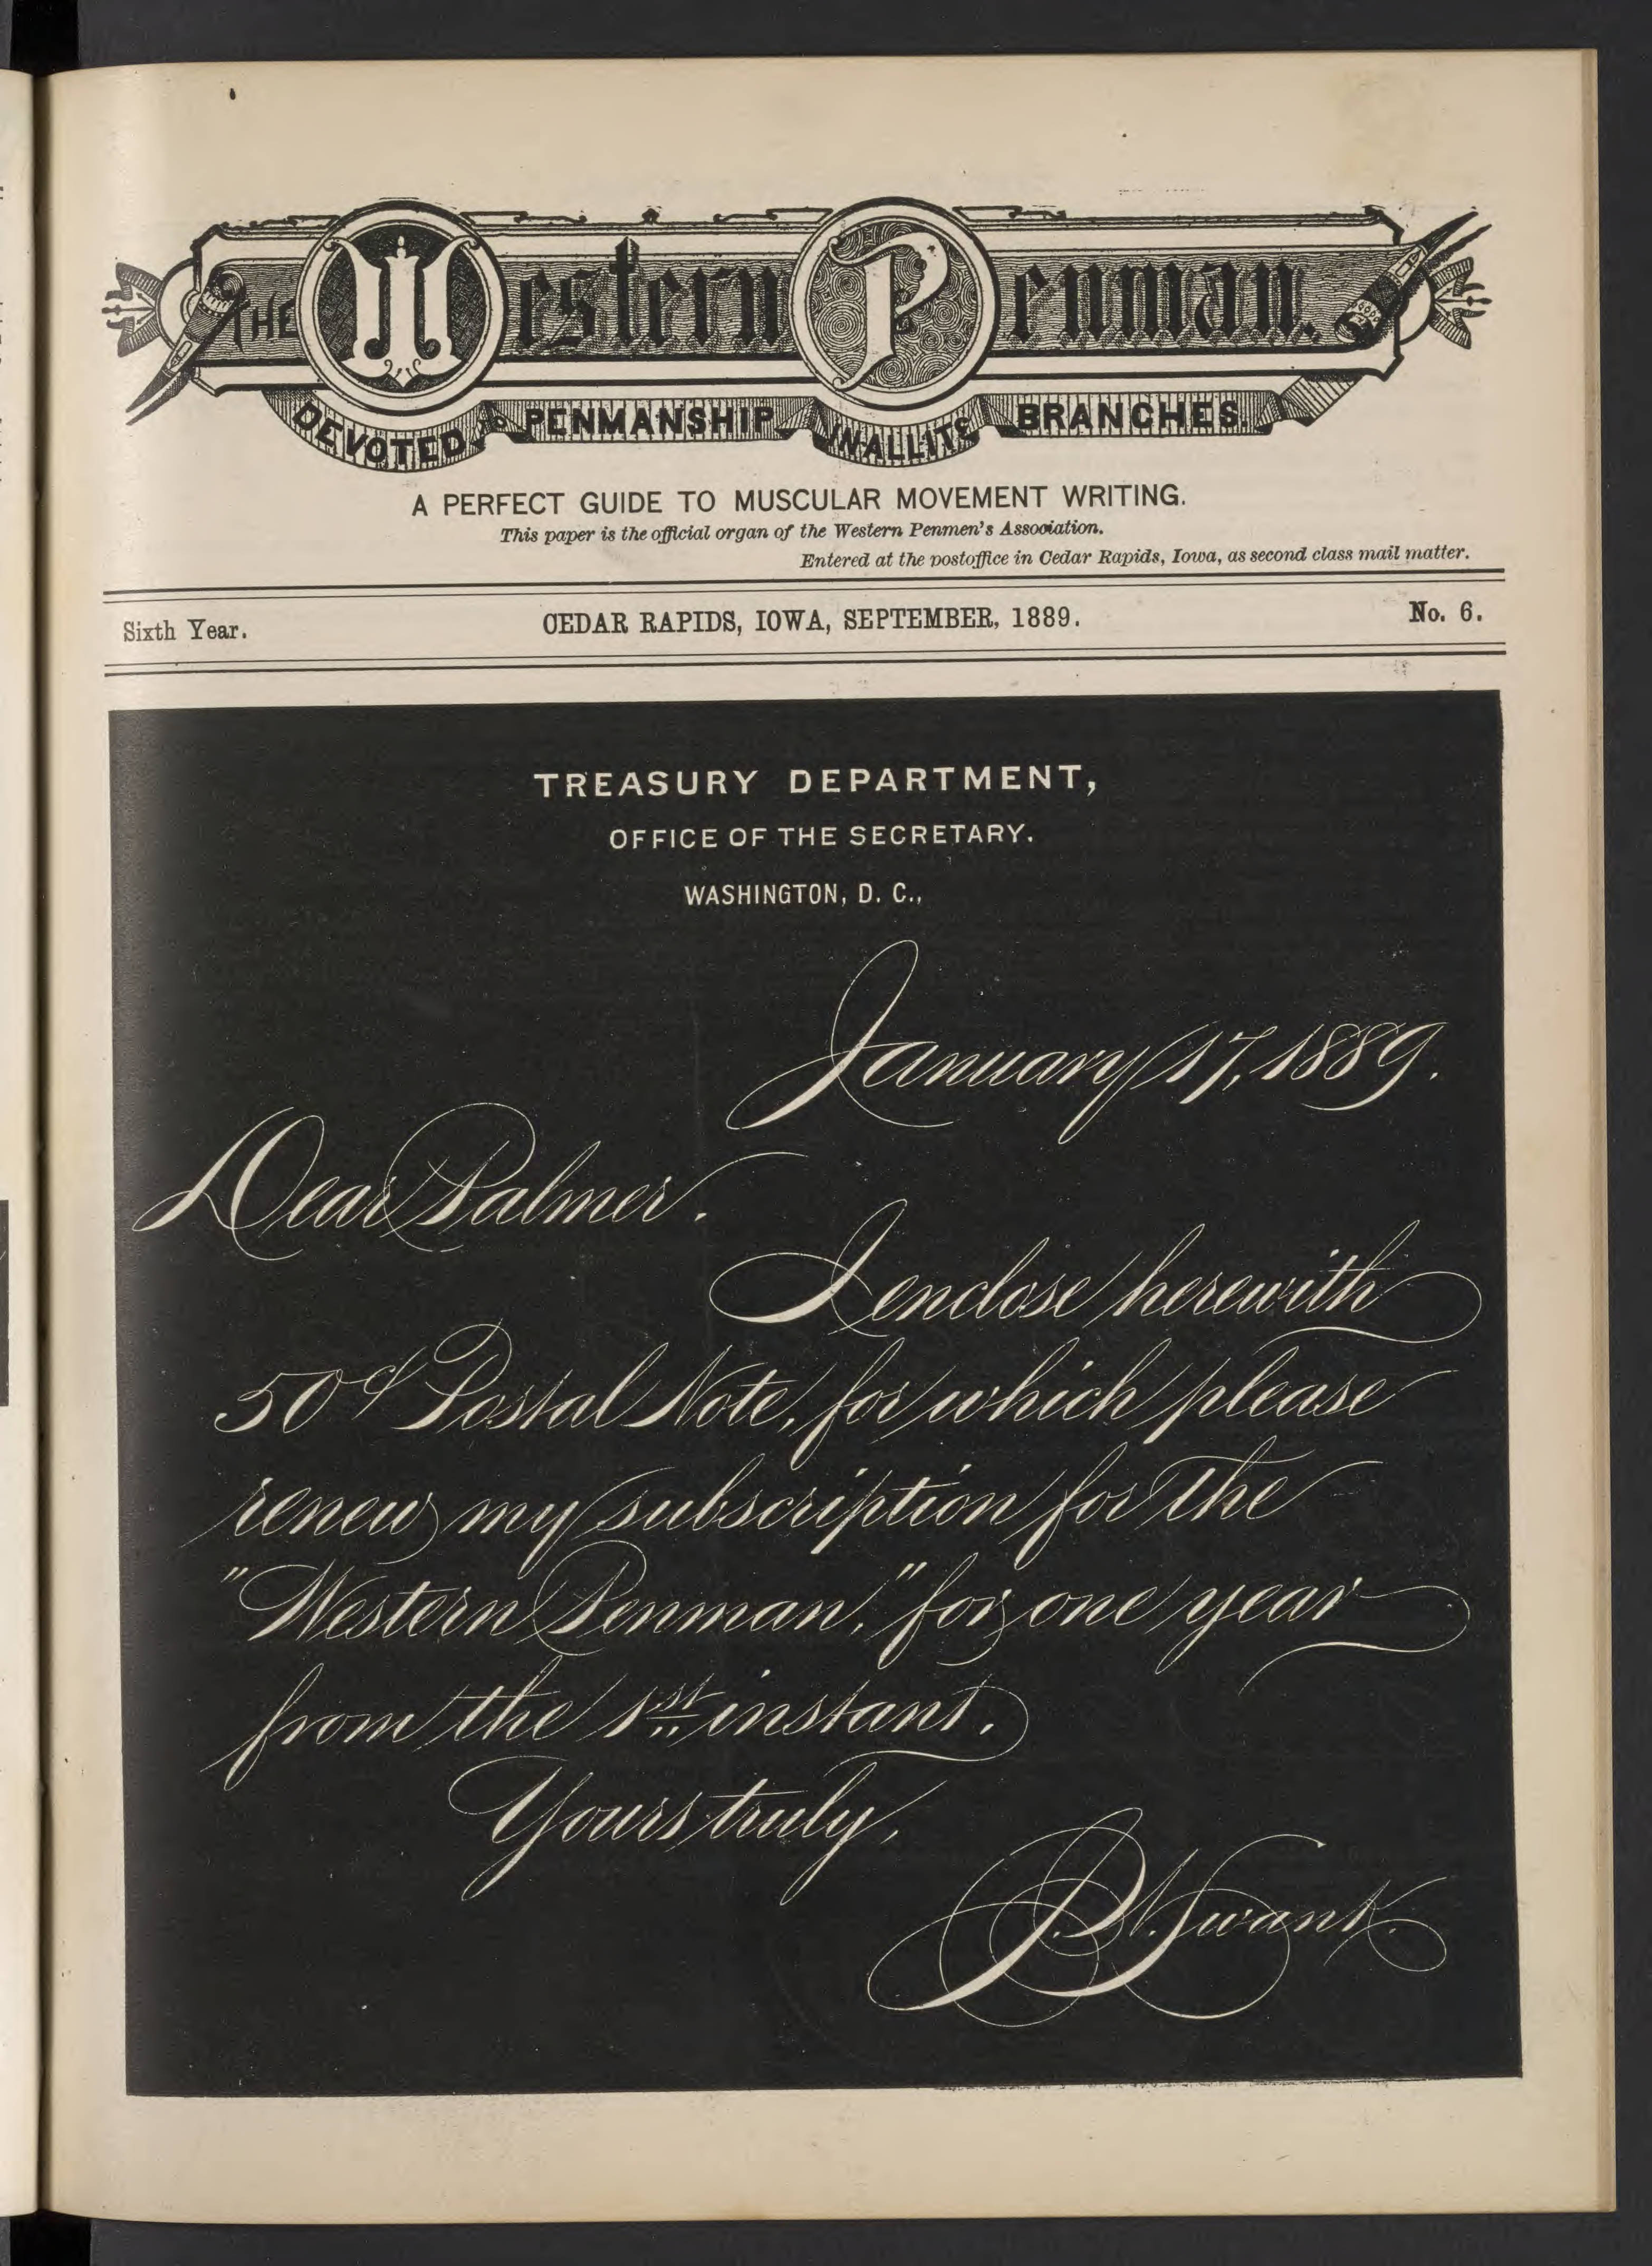 THE Western Penman.
DEVOTED TO PENMANSHIP IN ALL ITS BRANCHES.
A PERFECT GUIDE TO MUSCULAR MOVEMENT WRITING.
This paper is the official organ of the Western Penmen's Association.
Entered at the postoffice in Cedar Rapids, Iowa, as second class mail matter.
Sixth Year. CEDAR RAPIDS, IOWA, SEPTEMBER, 1889. No. 6.
TREASURY DEPARTMENT,
OFFICE OF THE SECRETARY.
WASHINGTON, D. C.,
January 17, 1889.
Dear Palmer.
I enclose herewith
50¢ Postal Note, for which please
renew my subscription for the
"Western Penman," for one year
from the 1st instant.
Yours truly,
Swank.